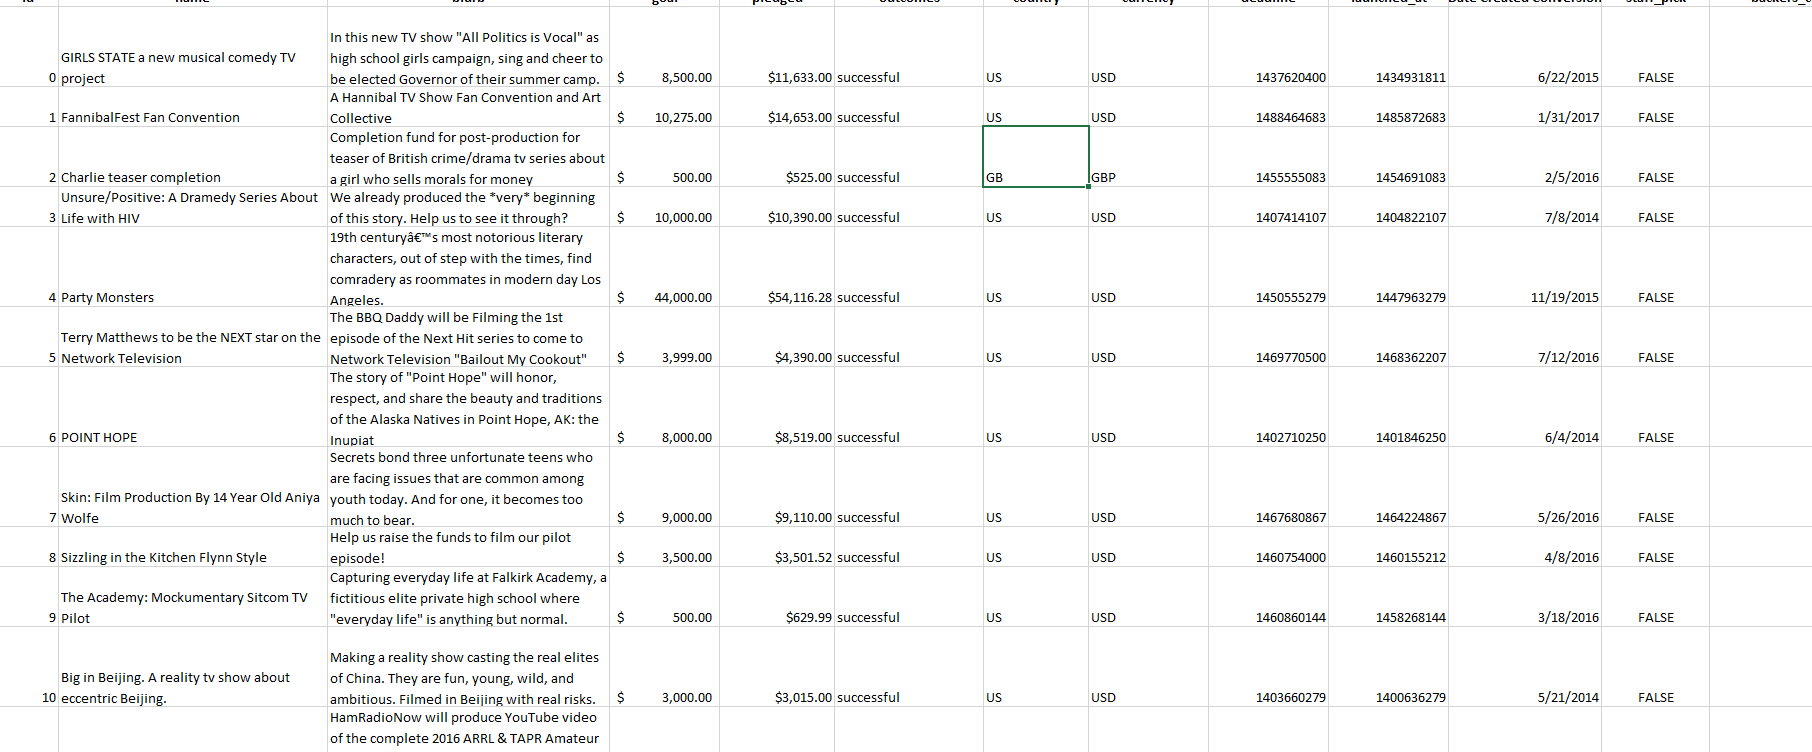 id name blurb goal pledged outcomes country currency deadline launched_at Date Created Conversion staff_pick
In this new TV show "All Politics is Vocal" as
GIRLS STATE a new musical comedy TV high school girls campaign, sing and cheer to
0 project be elected Governor of their summer camp. $ 8,500.00 $11,633.00 successful US USD 1437620400 1434931811 6/22/2015 FALSE
A Hannibal TV Show Fan Convention and Art
1 FannibalFest Fan Convention Collective $ 10,275.00 $14,653.00 successful US USD 1488464683 1485872683 1/31/2017 FALSE
Completion fund for post-production for
teaser of British crime/drama tv series about
2 Charlie teaser completion a girl who sells morals for money $ 500.00 $525.00 successful GB GBP 1455555083 1454691083 2/5/2016 FALSE
Unsure/Positive: A Dramedy Series About We already produced the *very* beginning
3 Life with HIV of this story. Help us to see it through? $ 10,000.00 $10,390.00 successful US USD 1407414107 1404822107 7/8/2014 FALSE
19th centuryâ€™s most notorious literary
characters, out of step with the times, find
comradery as roommates in modern day Los
4 Party Monsters Angeles. $ 44,000.00 $54,116.28 successful US USD 1450555279 1447963279 11/19/2015 FALSE
The BBQ Daddy will be Filming the 1st
Terry Matthews to be the NEXT star on the episode of the Next Hit series to come to
5 Network Television Network Television "Bailout My Cookout" $ 3,999.00 $4,390.00 successful US USD 1469770500 1468362207 7/12/2016 FALSE
The story of "Point Hope" will honor,
respect, and share the beauty and traditions
of the Alaska Natives in Point Hope, AK: the
6 POINT HOPE Inupiat $ 8,000.00 $8,519.00 successful US USD 1402710250 1401846250 6/4/2014 FALSE
Secrets bond three unfortunate teens who
are facing issues that are common among
Skin: Film Production By 14 Year Old Aniya youth today. And for one, it becomes too
7 Wolfe much to bear. $ 9,000.00 $9,110.00 successful US USD 1467680867 1464224867 5/26/2016 FALSE
Help us raise the funds to film our pilot
8 Sizzling in the Kitchen Flynn Style episode! $ 3,500.00 $3,501.52 successful US USD 1460754000 1460155212 4/8/2016 FALSE
Capturing everyday life at Falkirk Academy, a
The Academy: Mockumentary Sitcom TV fictitious elite private high school where
9 Pilot "everyday life" is anything but normal. $ 500.00 $629.99 successful US USD 1460860144 1458268144 3/18/2016 FALSE
Making a reality show casting the real elites
Big in Beijing. A reality tv show about of China. They are fun, young, wild, and
10 eccentric Beijing. ambitious. Filmed in Beijing with real risks. $ 3,000.00 $3,015.00 successful US USD 1403660279 1400636279 5/21/2014 FALSE
HamRadioNow will produce YouTube video
of the complete 2016 ARRL & TAPR Amateur